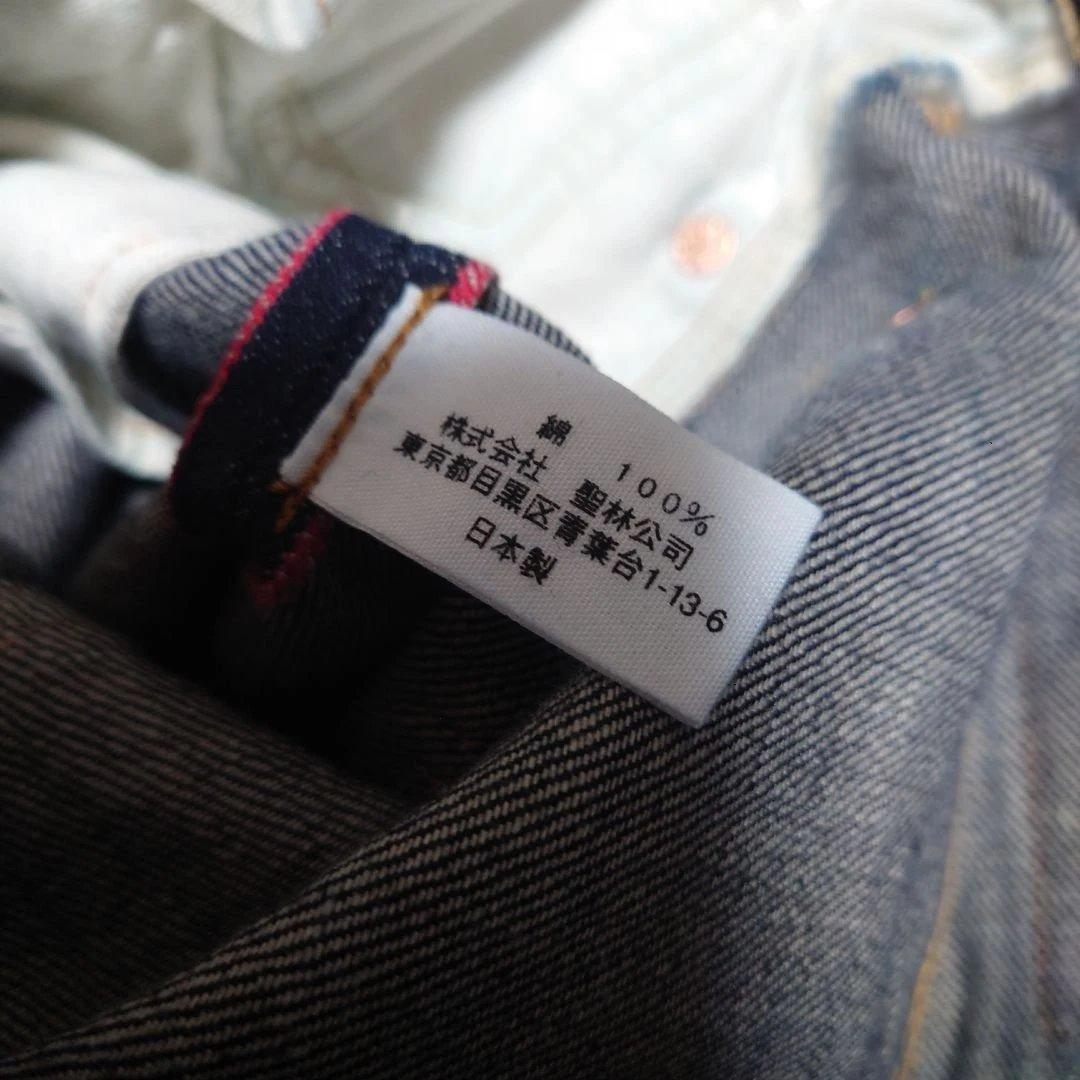 綿 100%
株式会社 聖林公司
東京都目黒区青葉台1-13-6
日本製